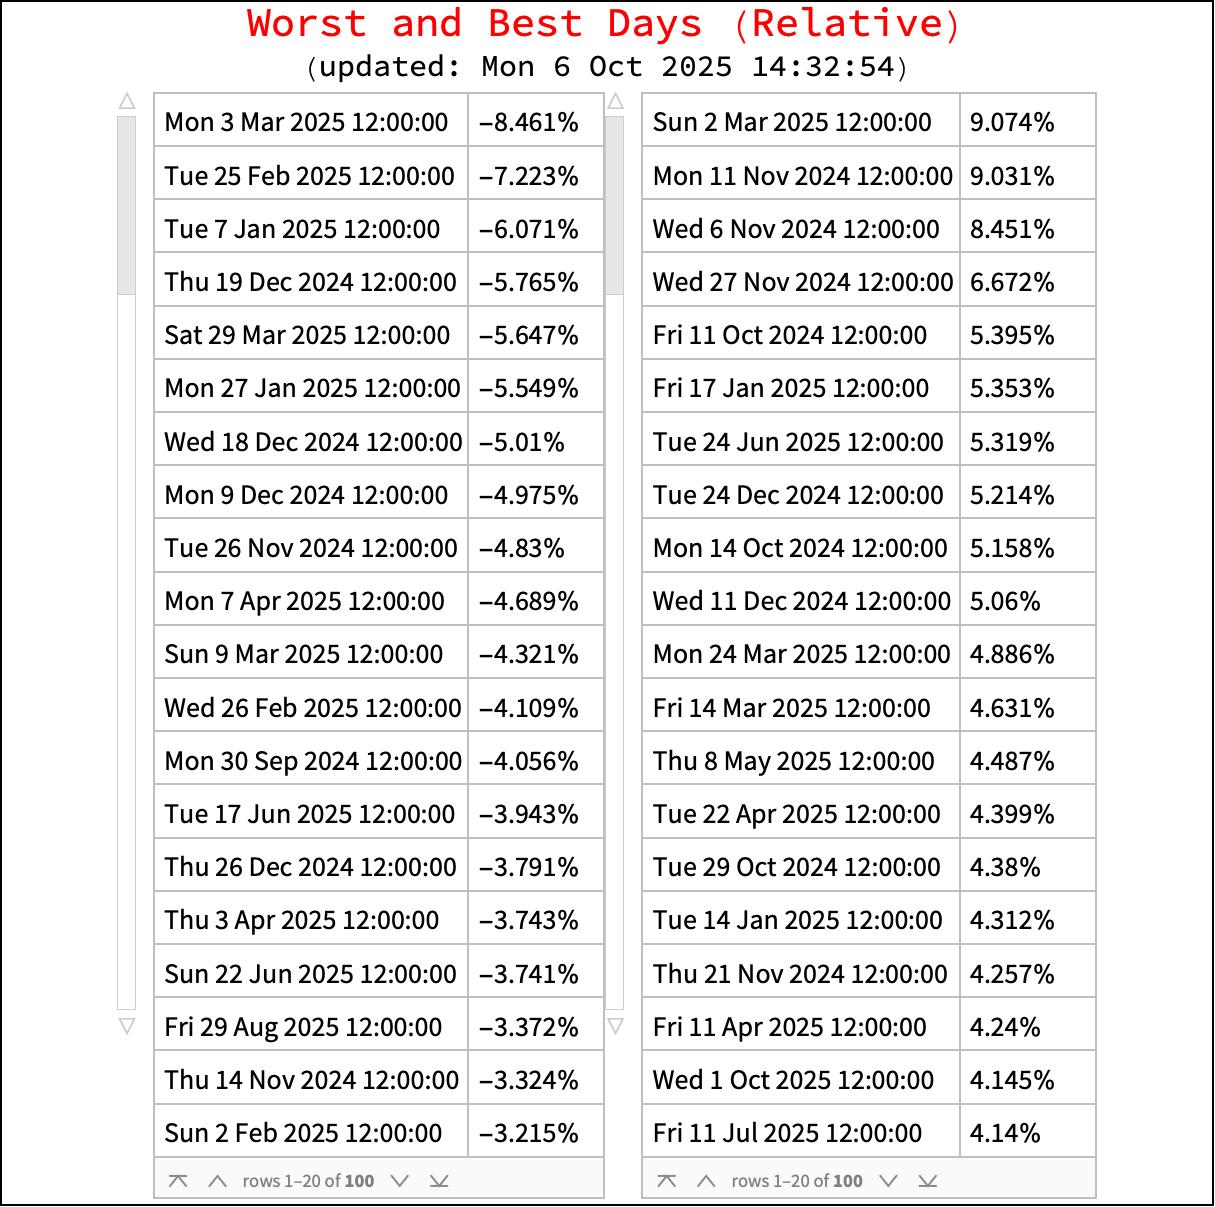 Worst and Best Days (Relative)
(updated: Mon 6 Oct 2025 14:32:54)
Mon 3 Mar 2025 12:00:00 −8.461%
Tue 25 Feb 2025 12:00:00 −7.223%
Tue 7 Jan 2025 12:00:00 −6.071%
Thu 19 Dec 2024 12:00:00 −5.765%
Sat 29 Mar 2025 12:00:00 −5.647%
Mon 27 Jan 2025 12:00:00 −5.549%
Wed 18 Dec 2024 12:00:00 −5.01%
Mon 9 Dec 2024 12:00:00 −4.975%
Tue 26 Nov 2024 12:00:00 −4.83%
Mon 7 Apr 2025 12:00:00 −4.689%
Sun 9 Mar 2025 12:00:00 −4.321%
Wed 26 Feb 2025 12:00:00 −4.109%
Mon 30 Sep 2024 12:00:00 −4.056%
Tue 17 Jun 2025 12:00:00 −3.943%
Thu 26 Dec 2024 12:00:00 −3.791%
Thu 3 Apr 2025 12:00:00 −3.743%
Sun 22 Jun 2025 12:00:00 −3.741%
Fri 29 Aug 2025 12:00:00 −3.372%
Thu 14 Nov 2024 12:00:00 −3.324%
Sun 2 Feb 2025 12:00:00 −3.215%
rows 1–20 of 100
Sun 2 Mar 2025 12:00:00 9.074%
Mon 11 Nov 2024 12:00:00 9.031%
Wed 6 Nov 2024 12:00:00 8.451%
Wed 27 Nov 2024 12:00:00 6.672%
Fri 11 Oct 2024 12:00:00 5.395%
Fri 17 Jan 2025 12:00:00 5.353%
Tue 24 Jun 2025 12:00:00 5.319%
Tue 24 Dec 2024 12:00:00 5.214%
Mon 14 Oct 2024 12:00:00 5.158%
Wed 11 Dec 2024 12:00:00 5.06%
Mon 24 Mar 2025 12:00:00 4.886%
Fri 14 Mar 2025 12:00:00 4.631%
Thu 8 May 2025 12:00:00 4.487%
Tue 22 Apr 2025 12:00:00 4.399%
Tue 29 Oct 2024 12:00:00 4.38%
Tue 14 Jan 2025 12:00:00 4.312%
Thu 21 Nov 2024 12:00:00 4.257%
Fri 11 Apr 2025 12:00:00 4.24%
Wed 1 Oct 2025 12:00:00 4.145%
Fri 11 Jul 2025 12:00:00 4.14%
rows 1–20 of 100